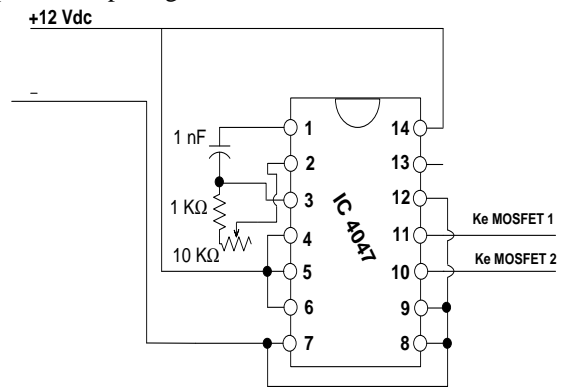 +12 Vdc
–
1 nF
1 KΩ
10 KΩ
1
2
3
4
5
6
7
IC 4047
14
13
12
11
10
9
8
Ke MOSFET 1
Ke MOSFET 2